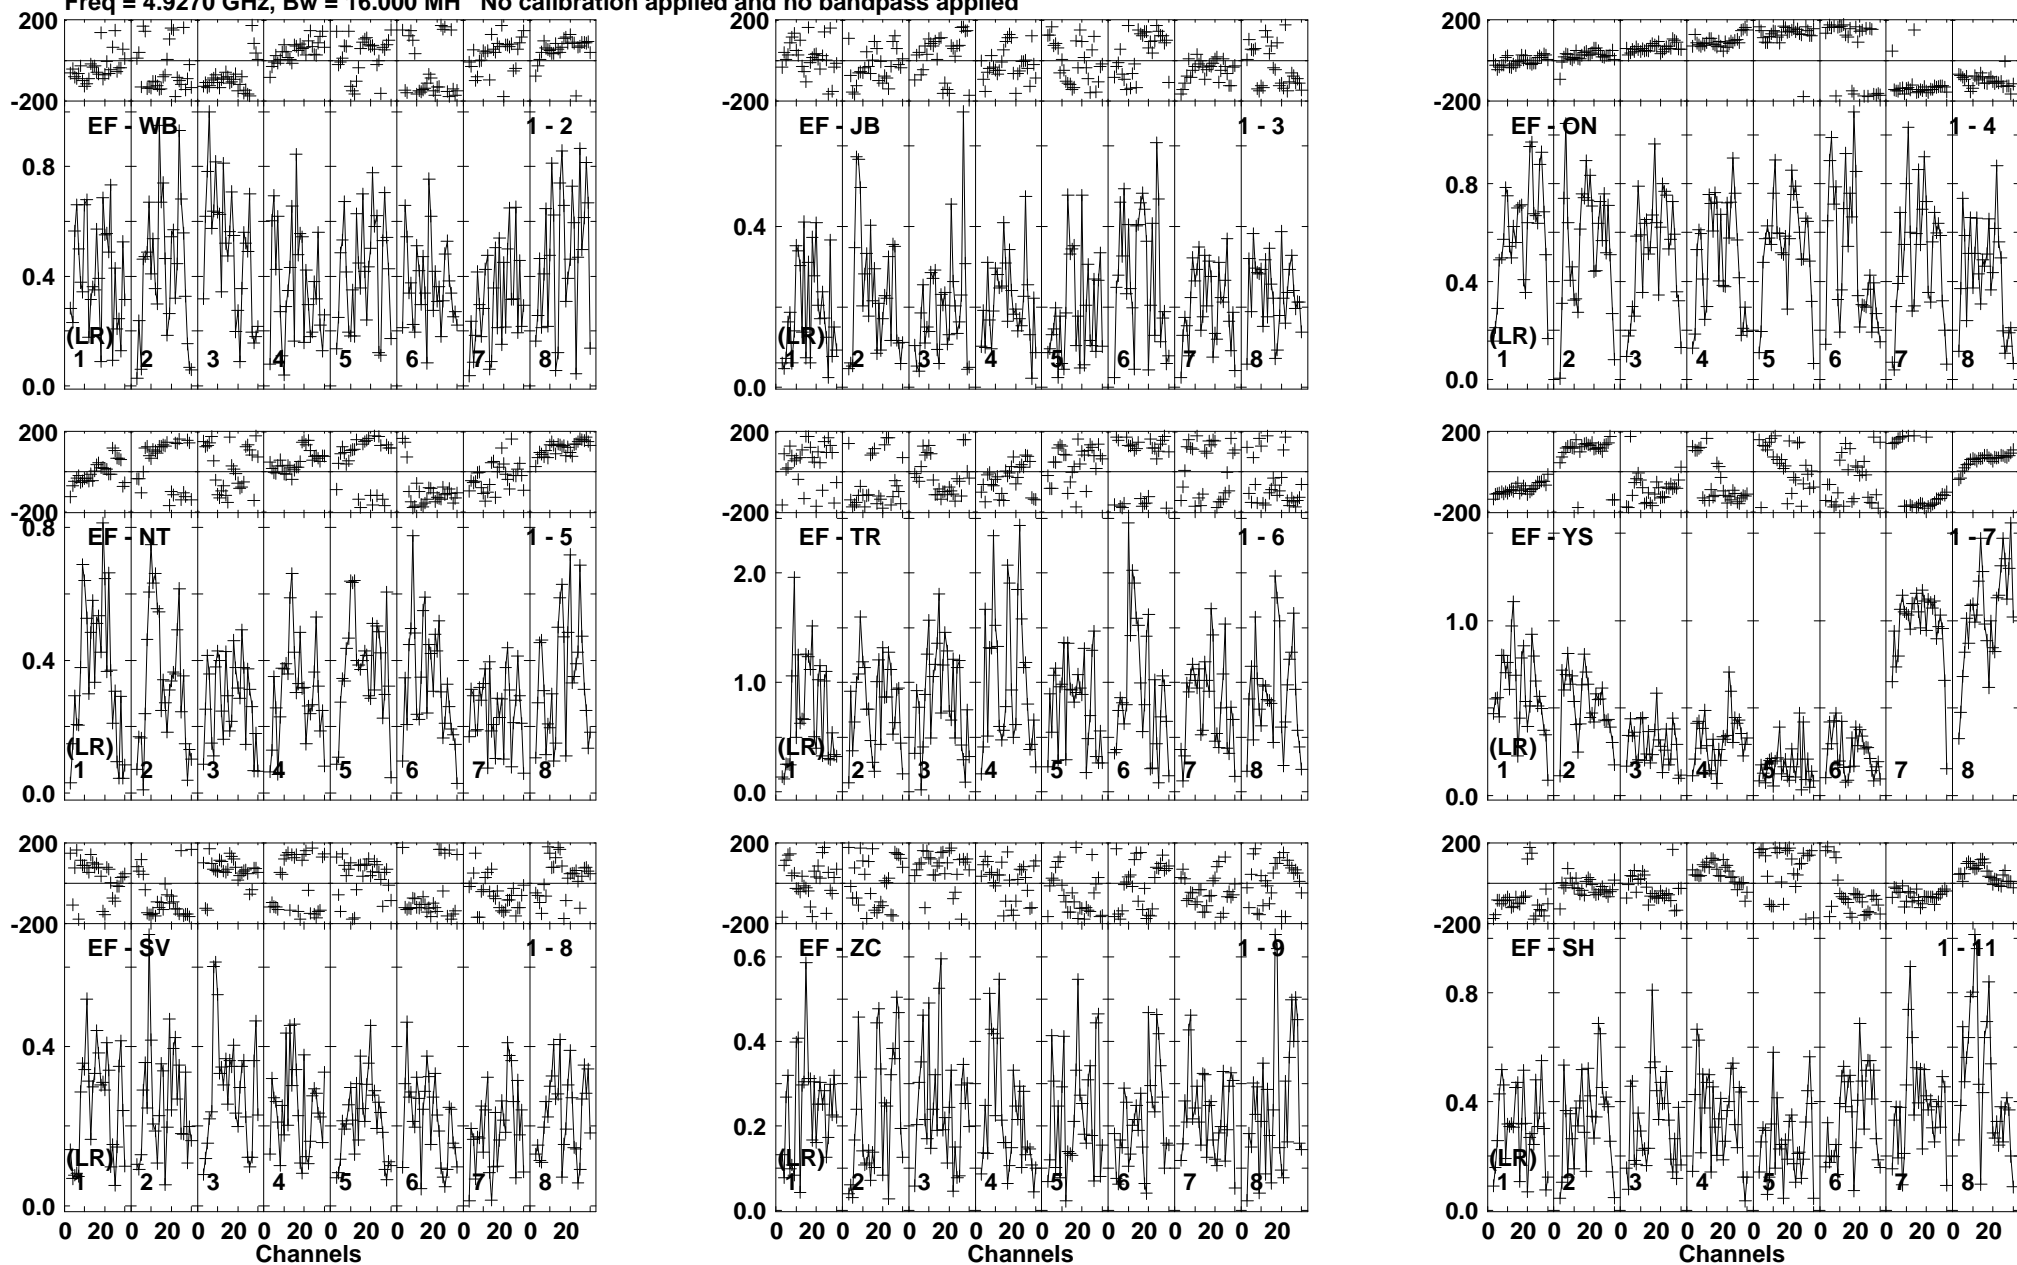 Freq = 4.9270 GHz, Bw = 16.000 MH No calibration applied and no bandpass applied
200 200 200
-200 -200 -200
EF - WB 1 - 2 EF - JB 1 - 3 EF - ON 1 - 4
0.8 0.8
0.4 0.4 0.4
(LR) (LR) (LR)
1 2 3 4 5 6 7 8 1 2 3 4 5 6 7 8 1 2 3 4 5 6 7 8
0.0 0.0 0.0
200 200 200
-200 -200 -200
0.8
EF - NT 1 - 5 EF - TR 1 - 6 EF - YS 1 - 7
2.0
0.4 1.0 1.0
(LR) (LR) (LR)
1 2 3 4 5 6 7 8 1 2 3 4 5 6 7 8 1 2 3 4 5 6 7 8
0.0 0.0 0.0
200 200 200
-200 -200 -200
EF - SV 1 - 8 EF - ZC 1 - 9 EF - SH 1 - 11
0.6 0.8
0.4 0.4 0.4
0.2
(LR) (LR) (LR)
1 2 3 4 5 6 7 8 1 2 3 4 5 6 7 8 1 2 3 4 5 6 7 8
0.0 0.0 0.0
0 20 0 20 0 20 0 20 0 20 0 20 0 20 0 20 0 20 0 20 0 20 0 20 0 20 0 20 0 20 0 20 0 20 0 20 0 20 0 20 0 20 0 20 0 20 0 20
Channels Channels Channels